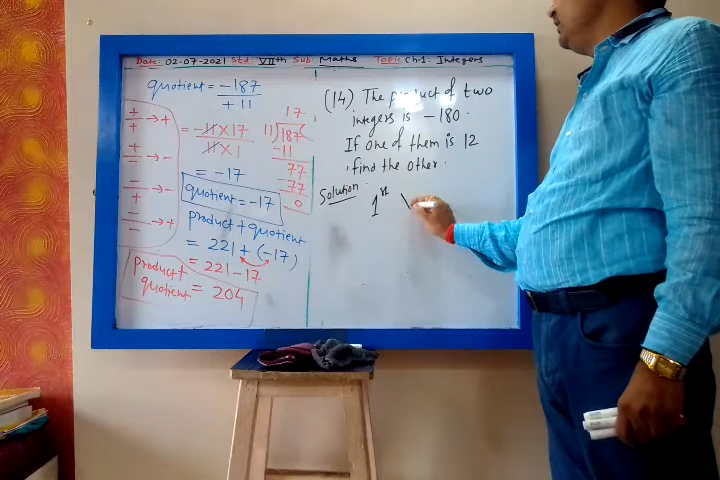 Date: 02-07-2021 Std: VIIth Sub: Maths Topic Ch-1: Integers
quotient = -187
+ 11
+/+ → +
+/- → -
-/+ → -
-/- → +
= -11 × 17
11 × 1
= -17
17
11)187
-11
77
-77
0
quotient = -17
product + quotient
= 221 + (-17)
= 221 - 17
product +
quotient = 204
(14) The product of two
integers is -180.
If one of them is 12
find the other.
Solution
1st